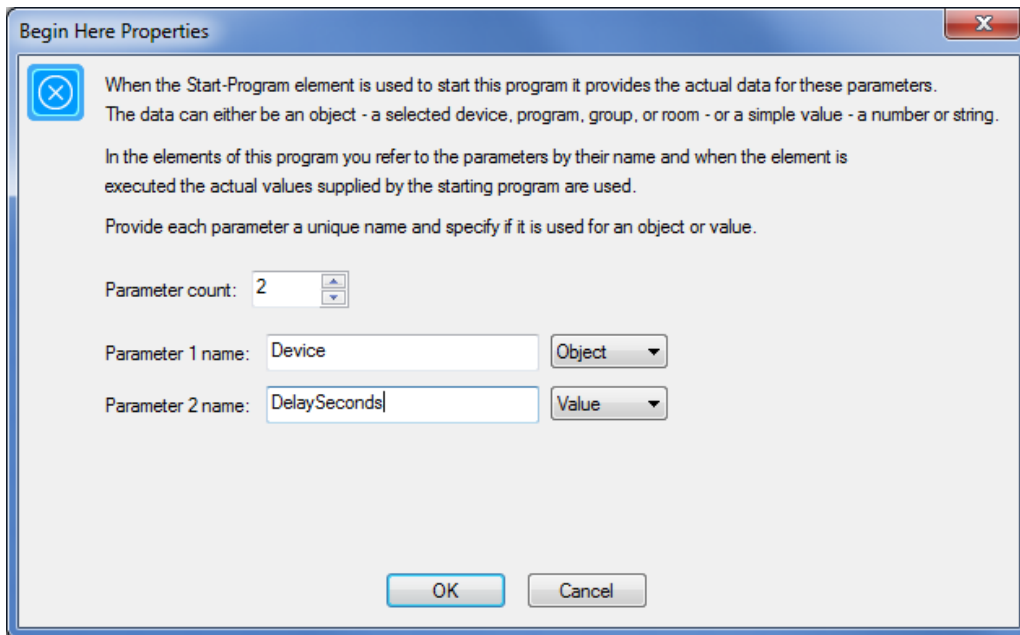 Begin Here Properties
When the Start-Program element is used to start this program it provides the actual data for these parameters.
The data can either be an object - a selected device, program, group, or room - or a simple value - a number or string.
In the elements of this program you refer to the parameters by their name and when the element is
executed the actual values supplied by the starting program are used.
Provide each parameter a unique name and specify if it is used for an object or value.
Parameter count: 2
Parameter 1 name: Device Object
Parameter 2 name: DelaySeconds Value
OK Cancel